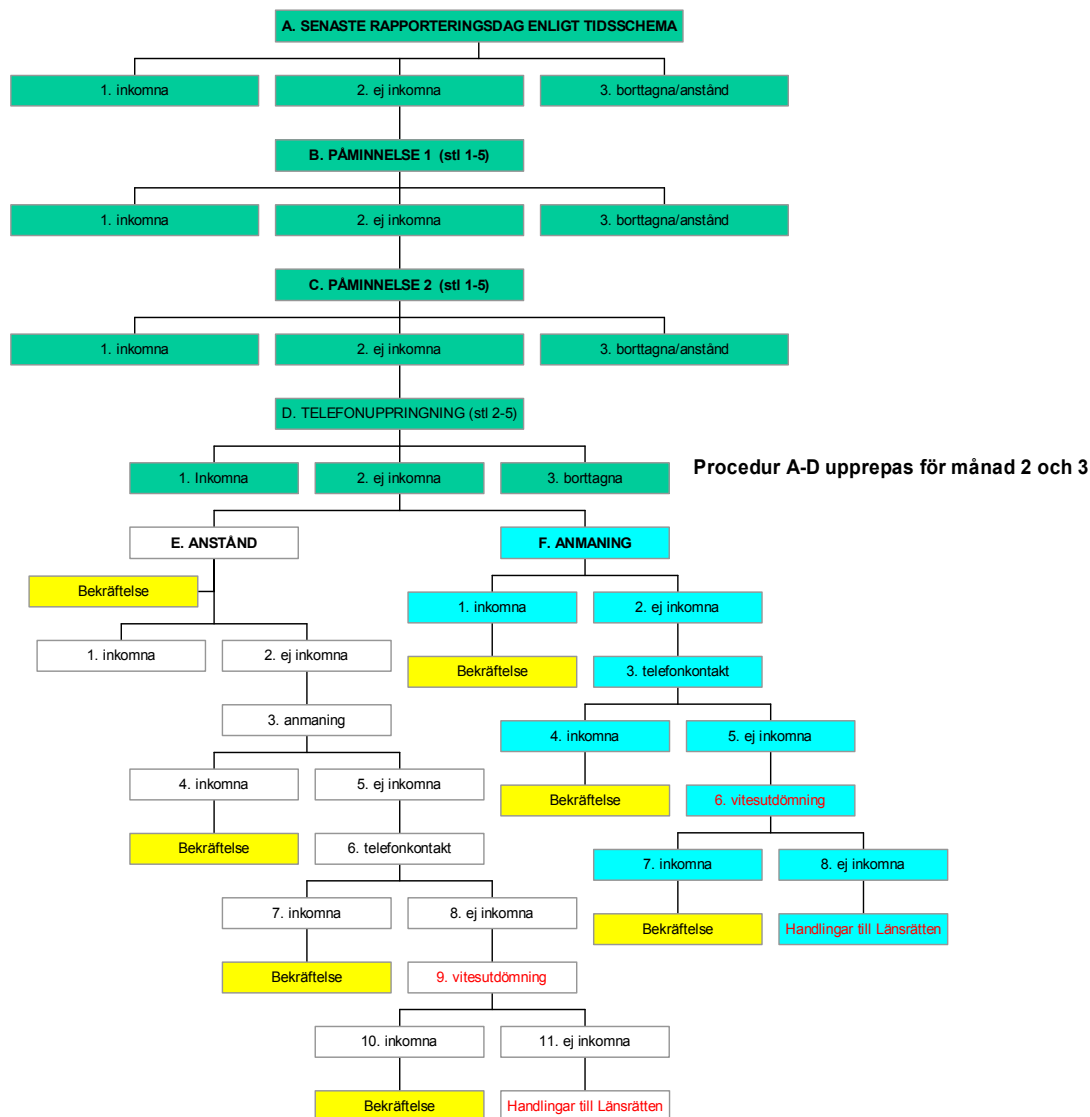 A. SENASTE RAPPORTERINGSDAG ENLIGT TIDSSCHEMA
1. inkomna
2. ej inkomna
3. borttagna/anstånd
B. PÅMINNELSE 1 (stl 1-5)
1. inkomna
2. ej inkomna
3. borttagna/anstånd
C. PÅMINNELSE 2 (stl 1-5)
1. inkomna
2. ej inkomna
3. borttagna/anstånd
D. TELEFONUPPRINGNING (stl 2-5)
1. Inkomna
2. ej inkomna
3. borttagna
Procedur A-D upprepas för månad 2 och 3
E. ANSTÅND
F. ANMANING
Bekräftelse
1. inkomna
2. ej inkomna
1. inkomna
2. ej inkomna
Bekräftelse
3. telefonkontakt
3. anmaning
4. inkomna
5. ej inkomna
4. inkomna
5. ej inkomna
Bekräftelse
6. vitesutdömning
Bekräftelse
6. telefonkontakt
7. inkomna
8. ej inkomna
7. inkomna
8. ej inkomna
Bekräftelse
Handlingar till Länsrätten
Bekräftelse
9. vitesutdömning
10. inkomna
11. ej inkomna
Bekräftelse
Handlingar till Länsrätten